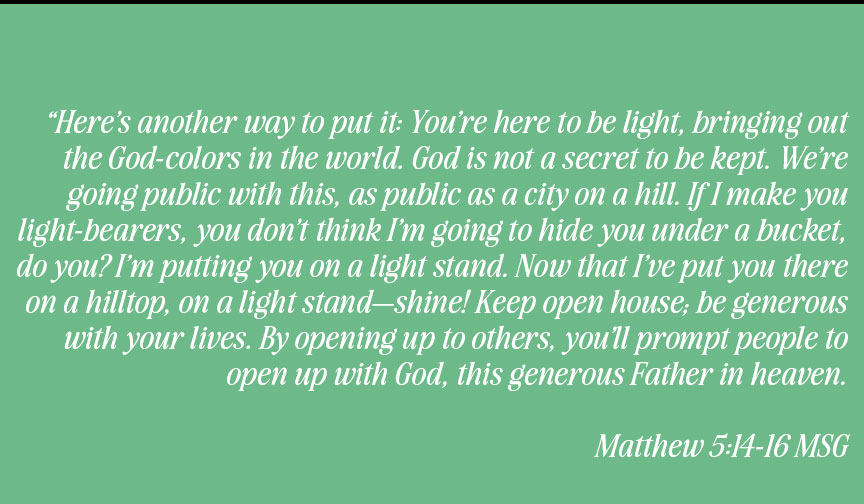 “Here’s another way to put it: You’re here to be light, bringing out
the God-colors in the world. God is not a secret to be kept. We’re
going public with this, as public as a city on a hill. If I make you
light-bearers, you don’t think I’m going to hide you under a bucket,
do you? I’m putting you on a light stand. Now that I’ve put you there
on a hilltop, on a light stand—shine! Keep open house; be generous
with your lives. By opening up to others, you’ll prompt people to
open up with God, this generous Father in heaven.
Matthew 5:14-16 MSG